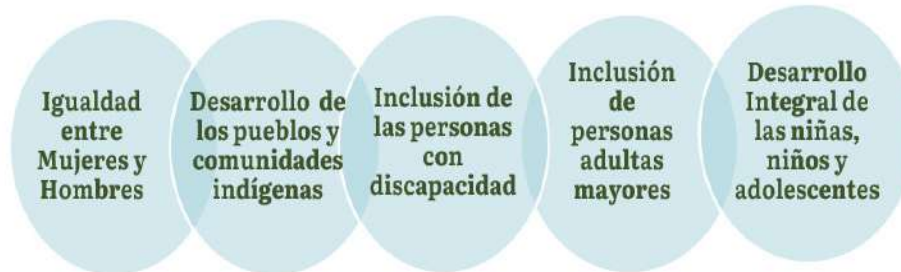 Igualdad
entre
Mujeres y
Hombres
Desarrollo de
los pueblos y
comunidades
indígenas
Inclusión de
las personas
con
discapacidad
Inclusión
de
personas
adultas
mayores
Desarrollo
Integral de
las niñas,
niños y
adolescentes